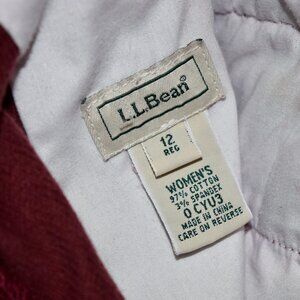 L.L.Bean®
12
REG
WOMEN'S
97% COTTON
3% SPANDEX
0 CYU3
MADE IN CHINA
CARE ON REVERSE